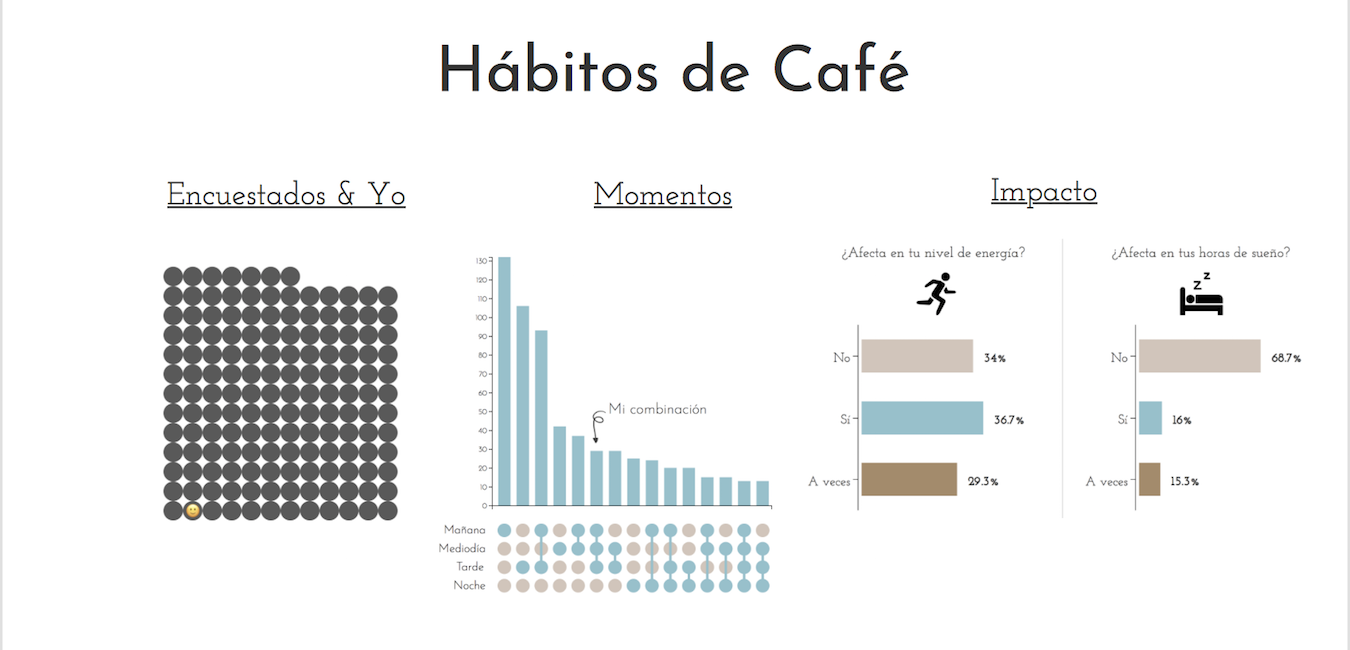 Hábitos de Café
Encuestados & Yo
Momentos
Impacto
130
120
110
100
90
80
70
60
50
40
30
20
10
0
Mi combinación
Mañana
Mediodía
Tarde
Noche
¿Afecta en tu nivel de energía?
No
34%
Sí
36.7%
A veces
29.3%
¿Afecta en tus horas de sueño?
z z
No
68.7%
Sí
16%
A veces
15.3%